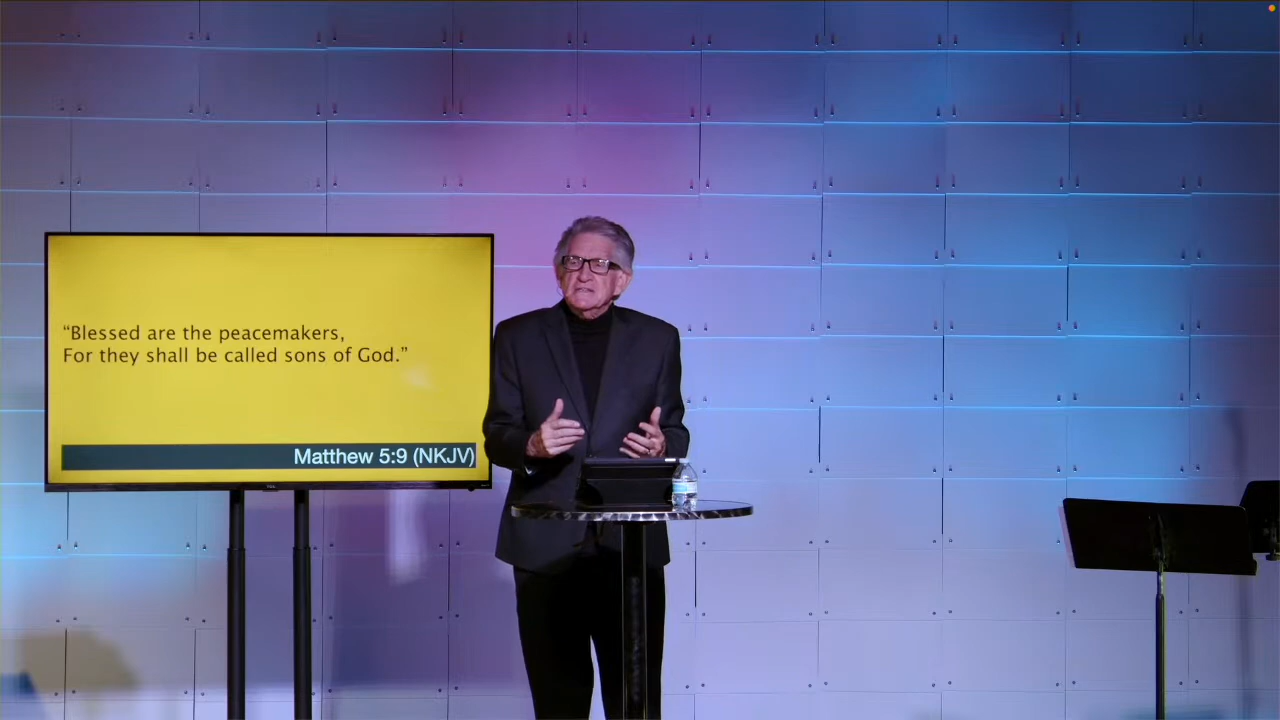 “Blessed are the peacemakers,
For they shall be called sons of God.”
Matthew 5:9 (NKJV)